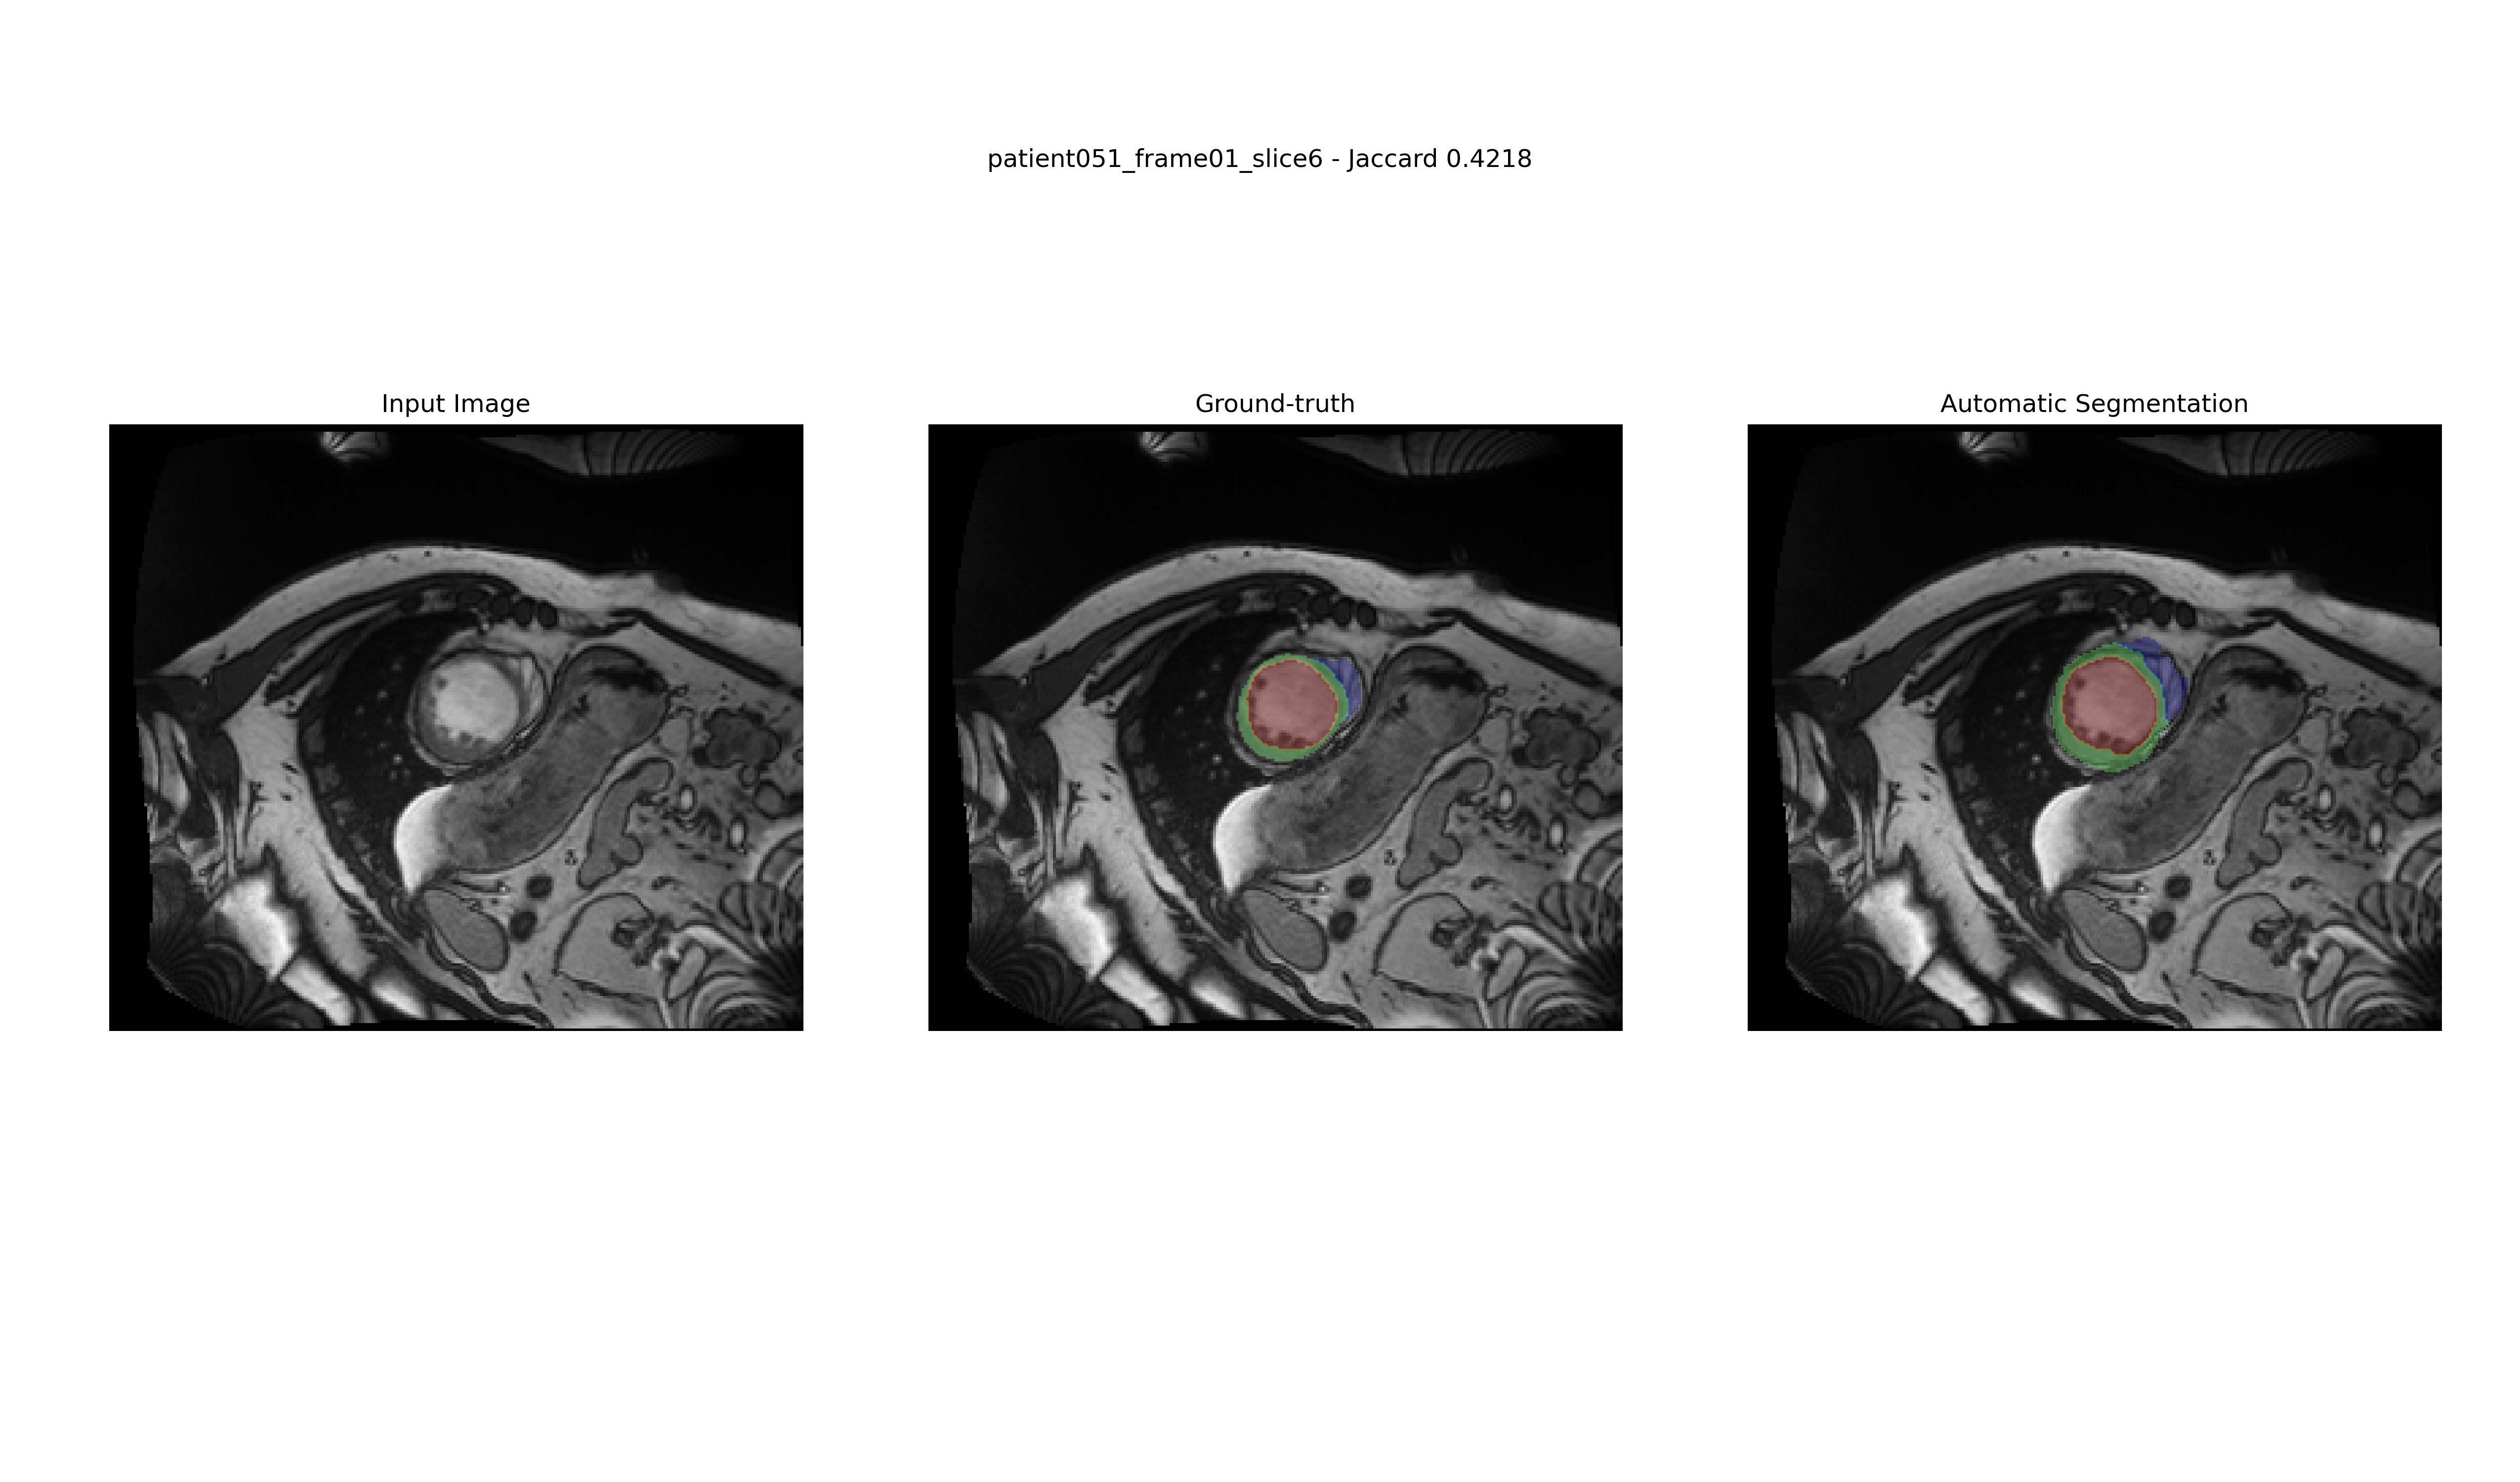 patient051_frame01_slice6 - Jaccard 0.4218
Input Image
Ground-truth
Automatic Segmentation